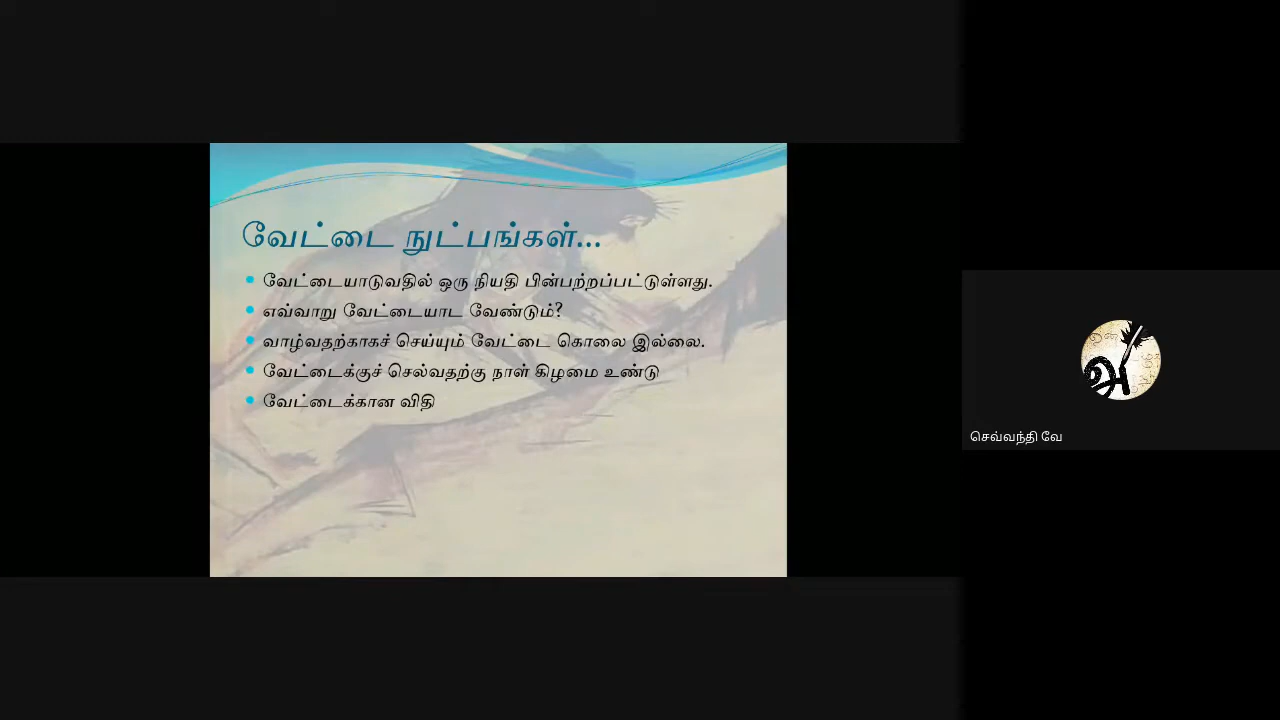 வேட்டை நுட்பங்கள்...
வேட்டையாடுவதில் ஒரு நியதி பின்பற்றப்பட்டுள்ளது.
எவ்வாறு வேட்டையாட வேண்டும்?
வாழ்வதற்காகச் செய்யும் வேட்டை கொலை இல்லை.
வேட்டைக்குச் செல்வதற்கு நாள் கிழமை உண்டு
வேட்டைக்கான விதி
அ
செவ்வந்தி வே